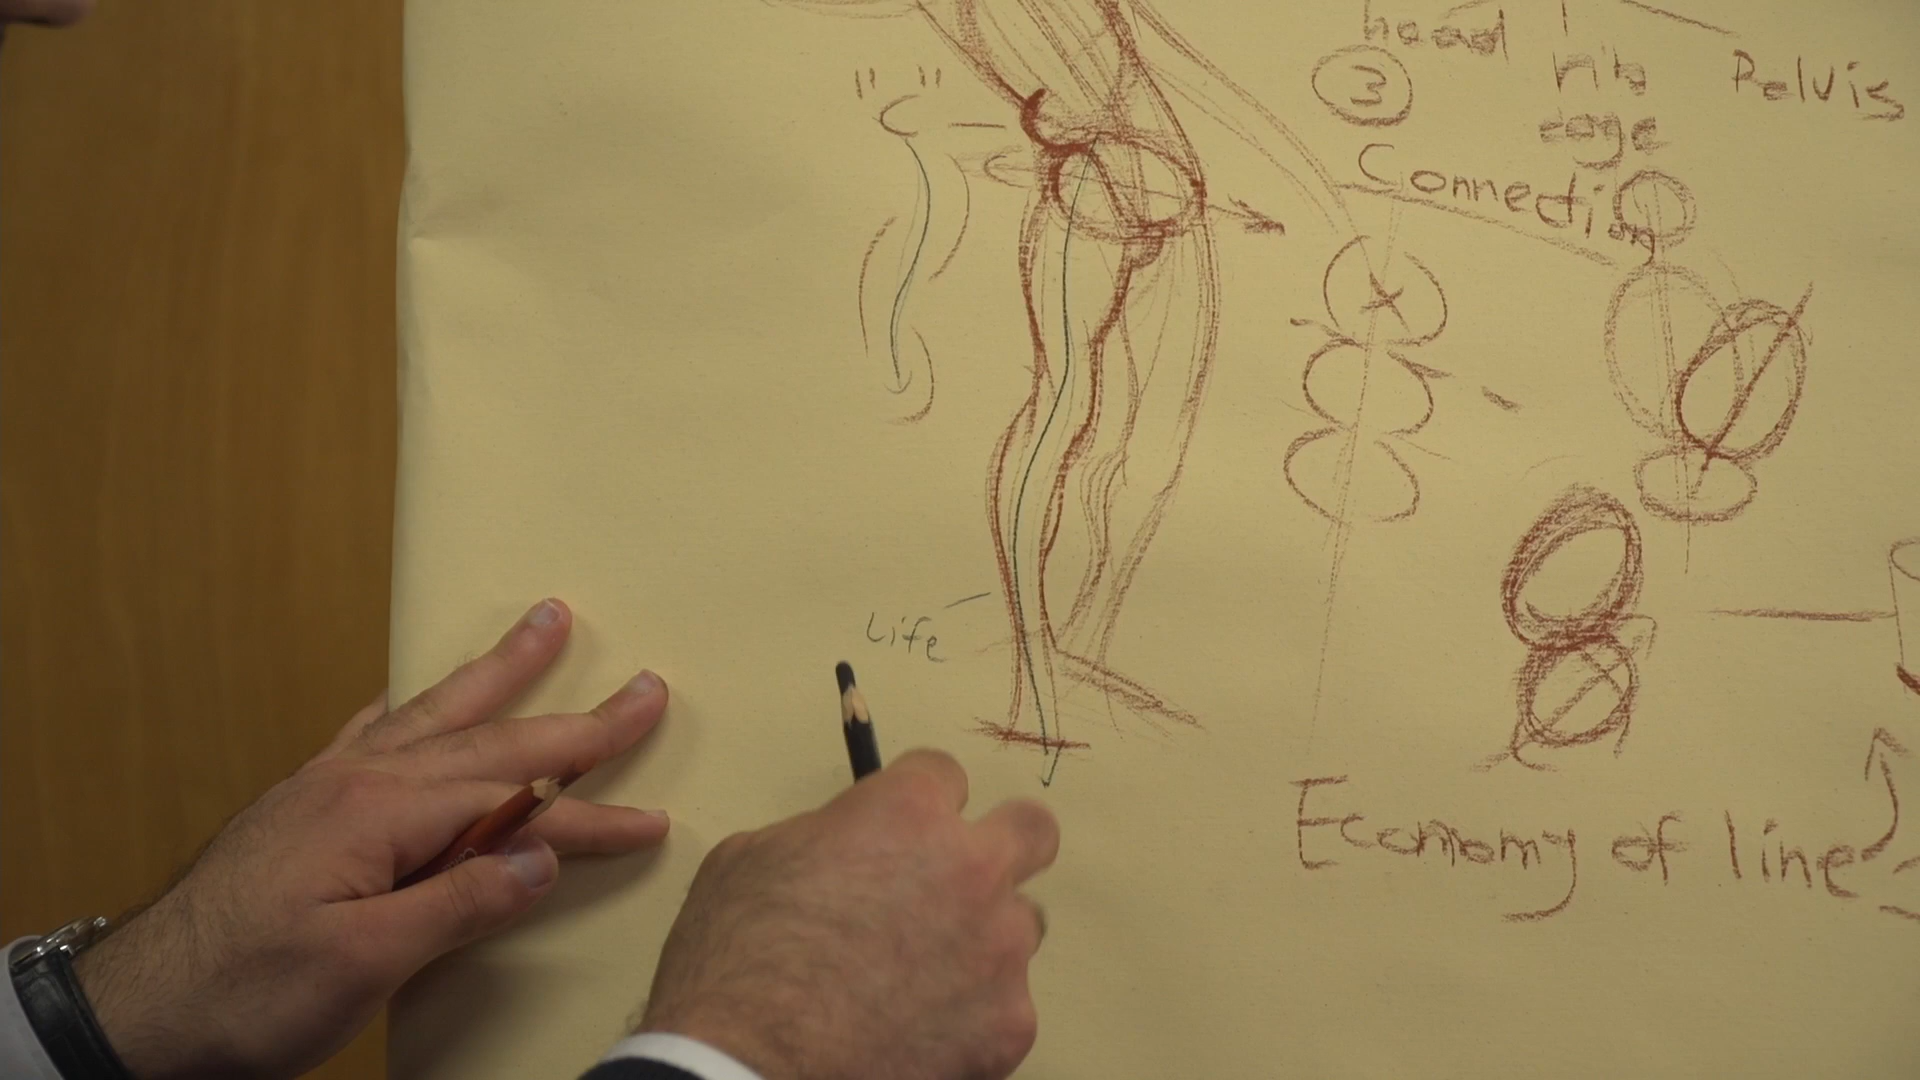 head
rib
cage
Pelvis
③
Connection
"C"
Life
Economy of line